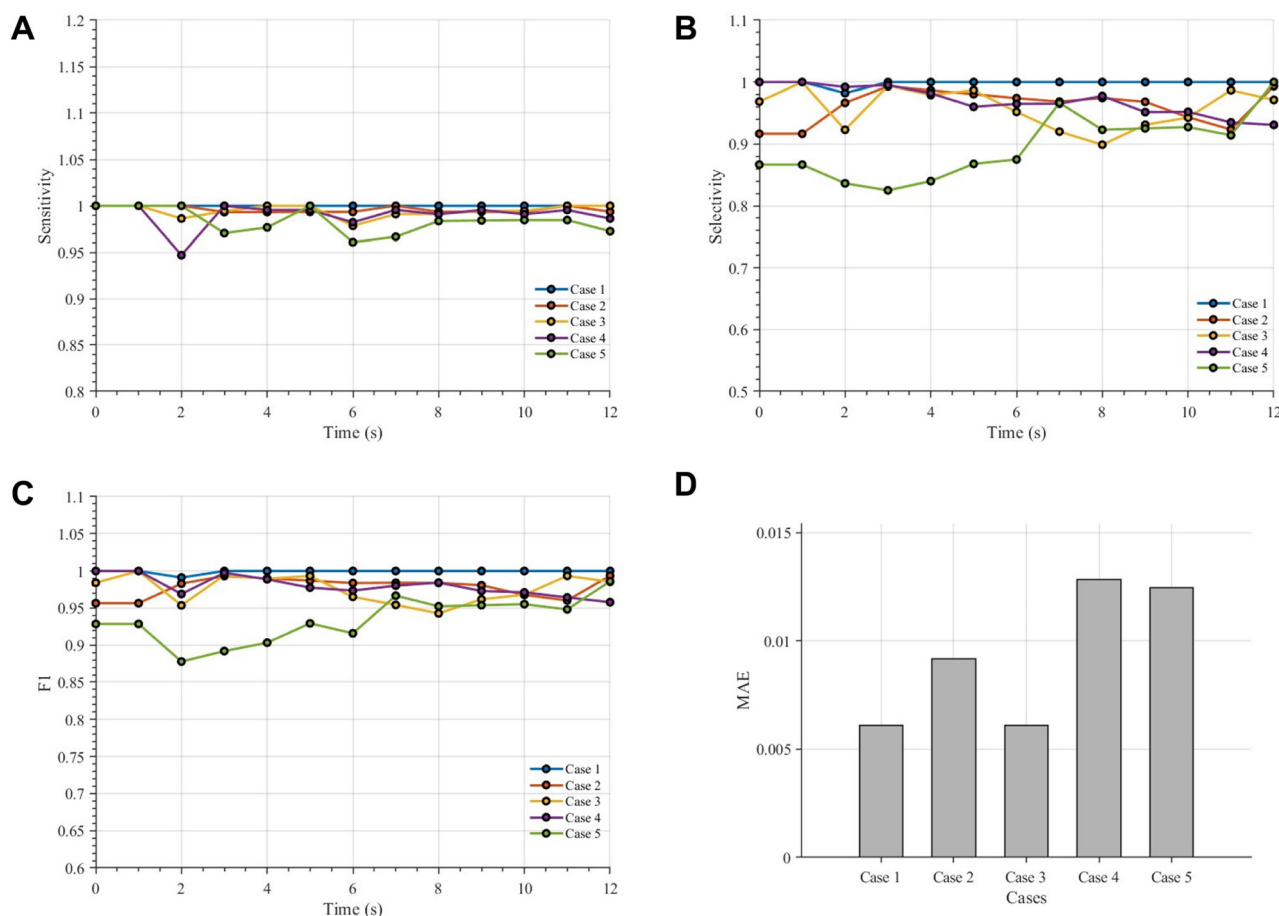 A
1.2
1.15
1.1
1.05
1
0.95
0.9
0.85
0.8
Sensitivity
0 2 4 6 8 10 12
Time (s)
Case 1
Case 2
Case 3
Case 4
Case 5
B
1.1
1
0.9
0.8
0.7
0.6
0.5
Selectivity
0 2 4 6 8 10 12
Time (s)
Case 1
Case 2
Case 3
Case 4
Case 5
C
1.1
1.05
1
0.95
0.9
0.85
0.8
0.75
0.7
0.65
0.6
F1
0 2 4 6 8 10 12
Time (s)
Case 1
Case 2
Case 3
Case 4
Case 5
D
0.015
0.01
0.005
0
MAE
Case 1 Case 2 Case 3 Case 4 Case 5
Cases